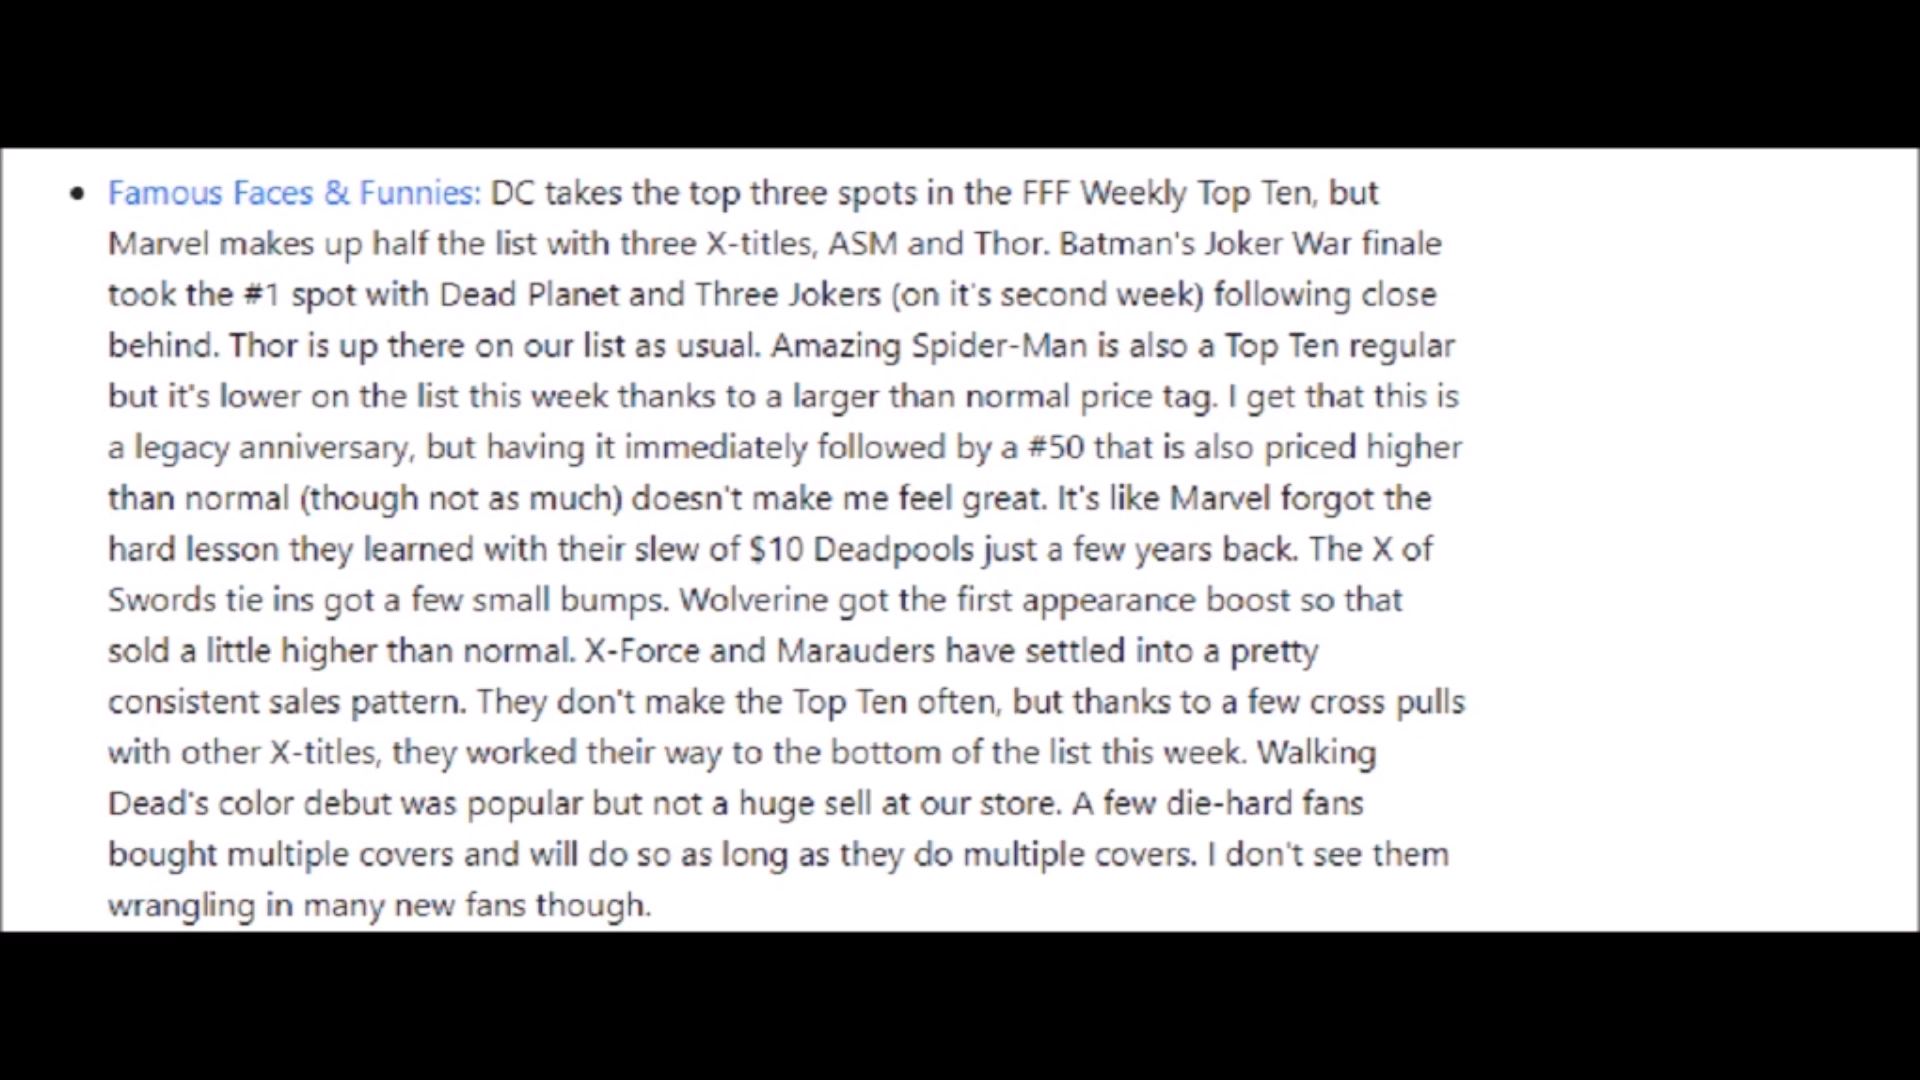 • Famous Faces & Funnies: DC takes the top three spots in the FFF Weekly Top Ten, but
Marvel makes up half the list with three X-titles, ASM and Thor. Batman's Joker War finale
took the #1 spot with Dead Planet and Three Jokers (on it's second week) following close
behind. Thor is up there on our list as usual. Amazing Spider-Man is also a Top Ten regular
but it's lower on the list this week thanks to a larger than normal price tag. I get that this is
a legacy anniversary, but having it immediately followed by a #50 that is also priced higher
than normal (though not as much) doesn't make me feel great. It's like Marvel forgot the
hard lesson they learned with their slew of $10 Deadpools just a few years back. The X of
Swords tie ins got a few small bumps. Wolverine got the first appearance boost so that
sold a little higher than normal. X-Force and Marauders have settled into a pretty
consistent sales pattern. They don't make the Top Ten often, but thanks to a few cross pulls
with other X-titles, they worked their way to the bottom of the list this week. Walking
Dead's color debut was popular but not a huge sell at our store. A few die-hard fans
bought multiple covers and will do so as long as they do multiple covers. I don't see them
wrangling in many new fans though.